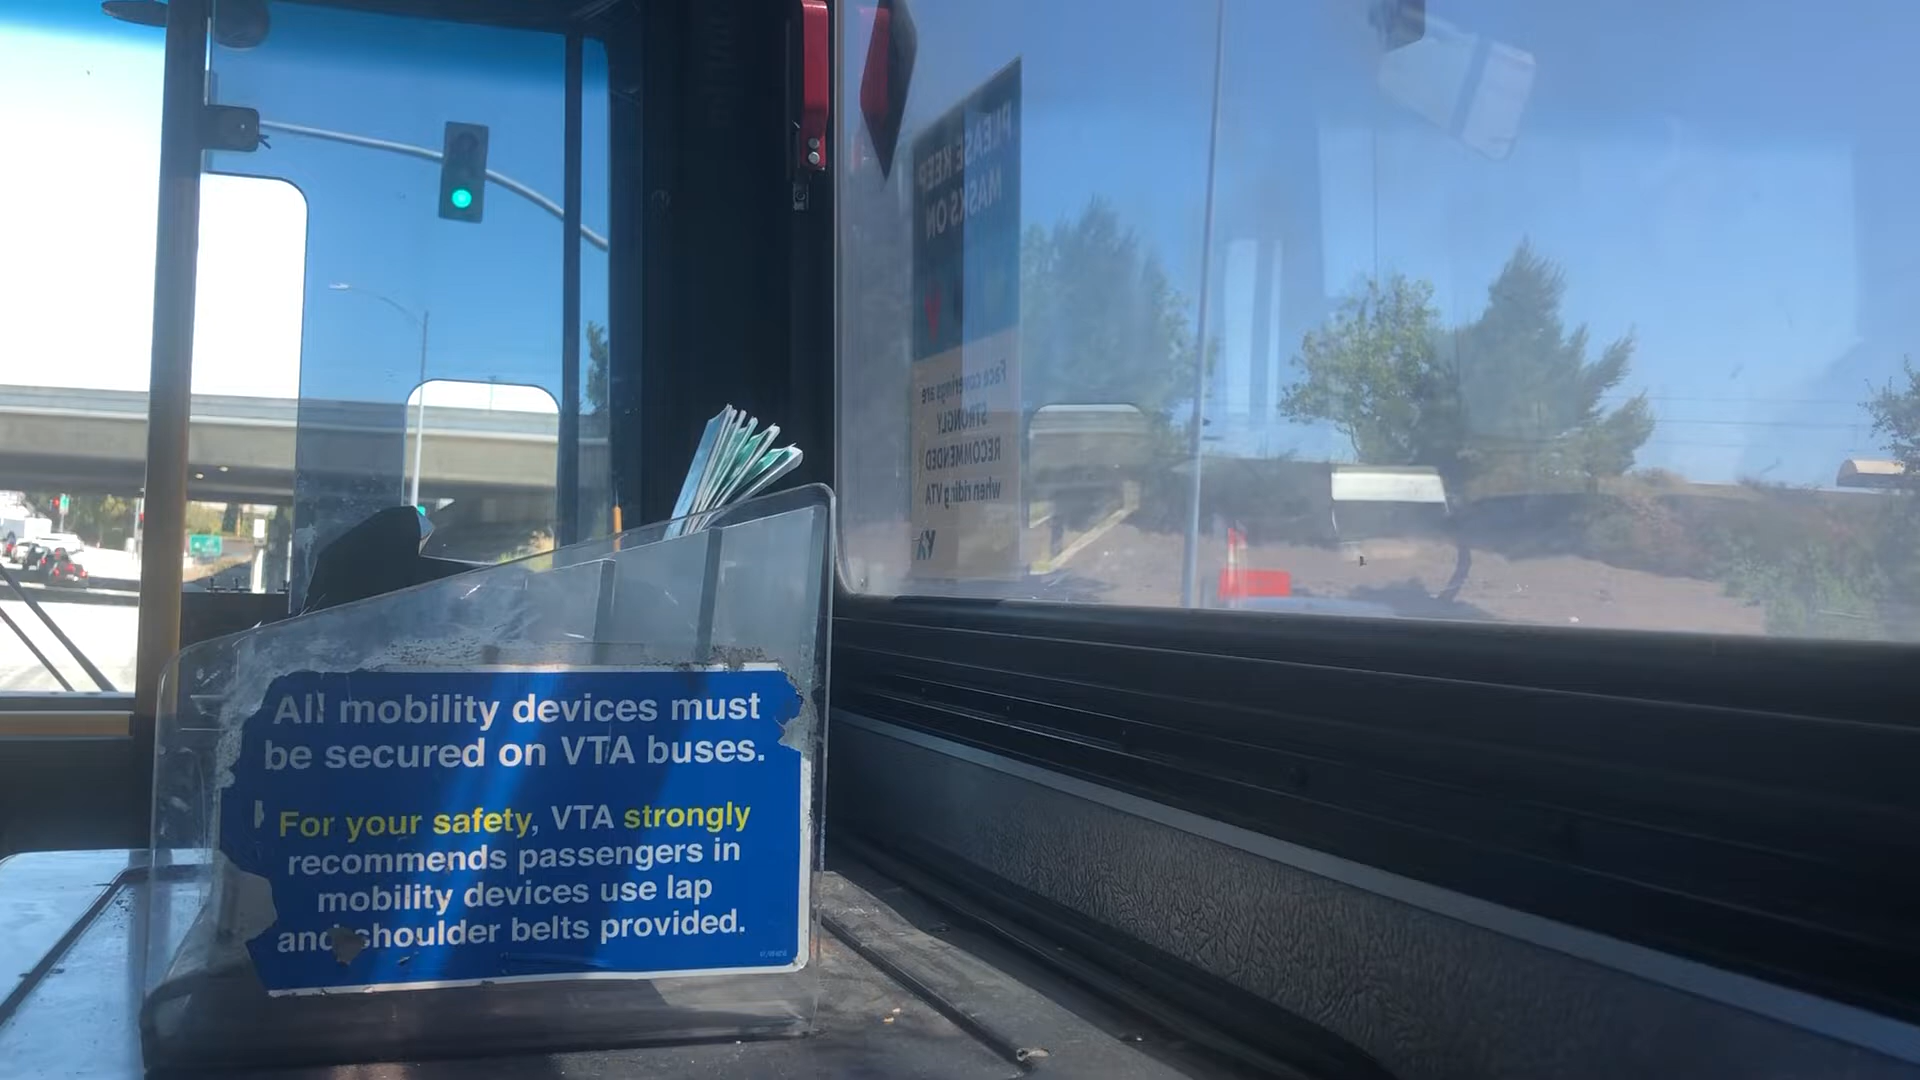 PLEASE KEEP
MASKS ON
Face coverings are
STRONGLY
RECOMMENDED
when riding VTA
All mobility devices must
be secured on VTA buses.
For your safety, VTA strongly
recommends passengers in
mobility devices use lap
and shoulder belts provided.